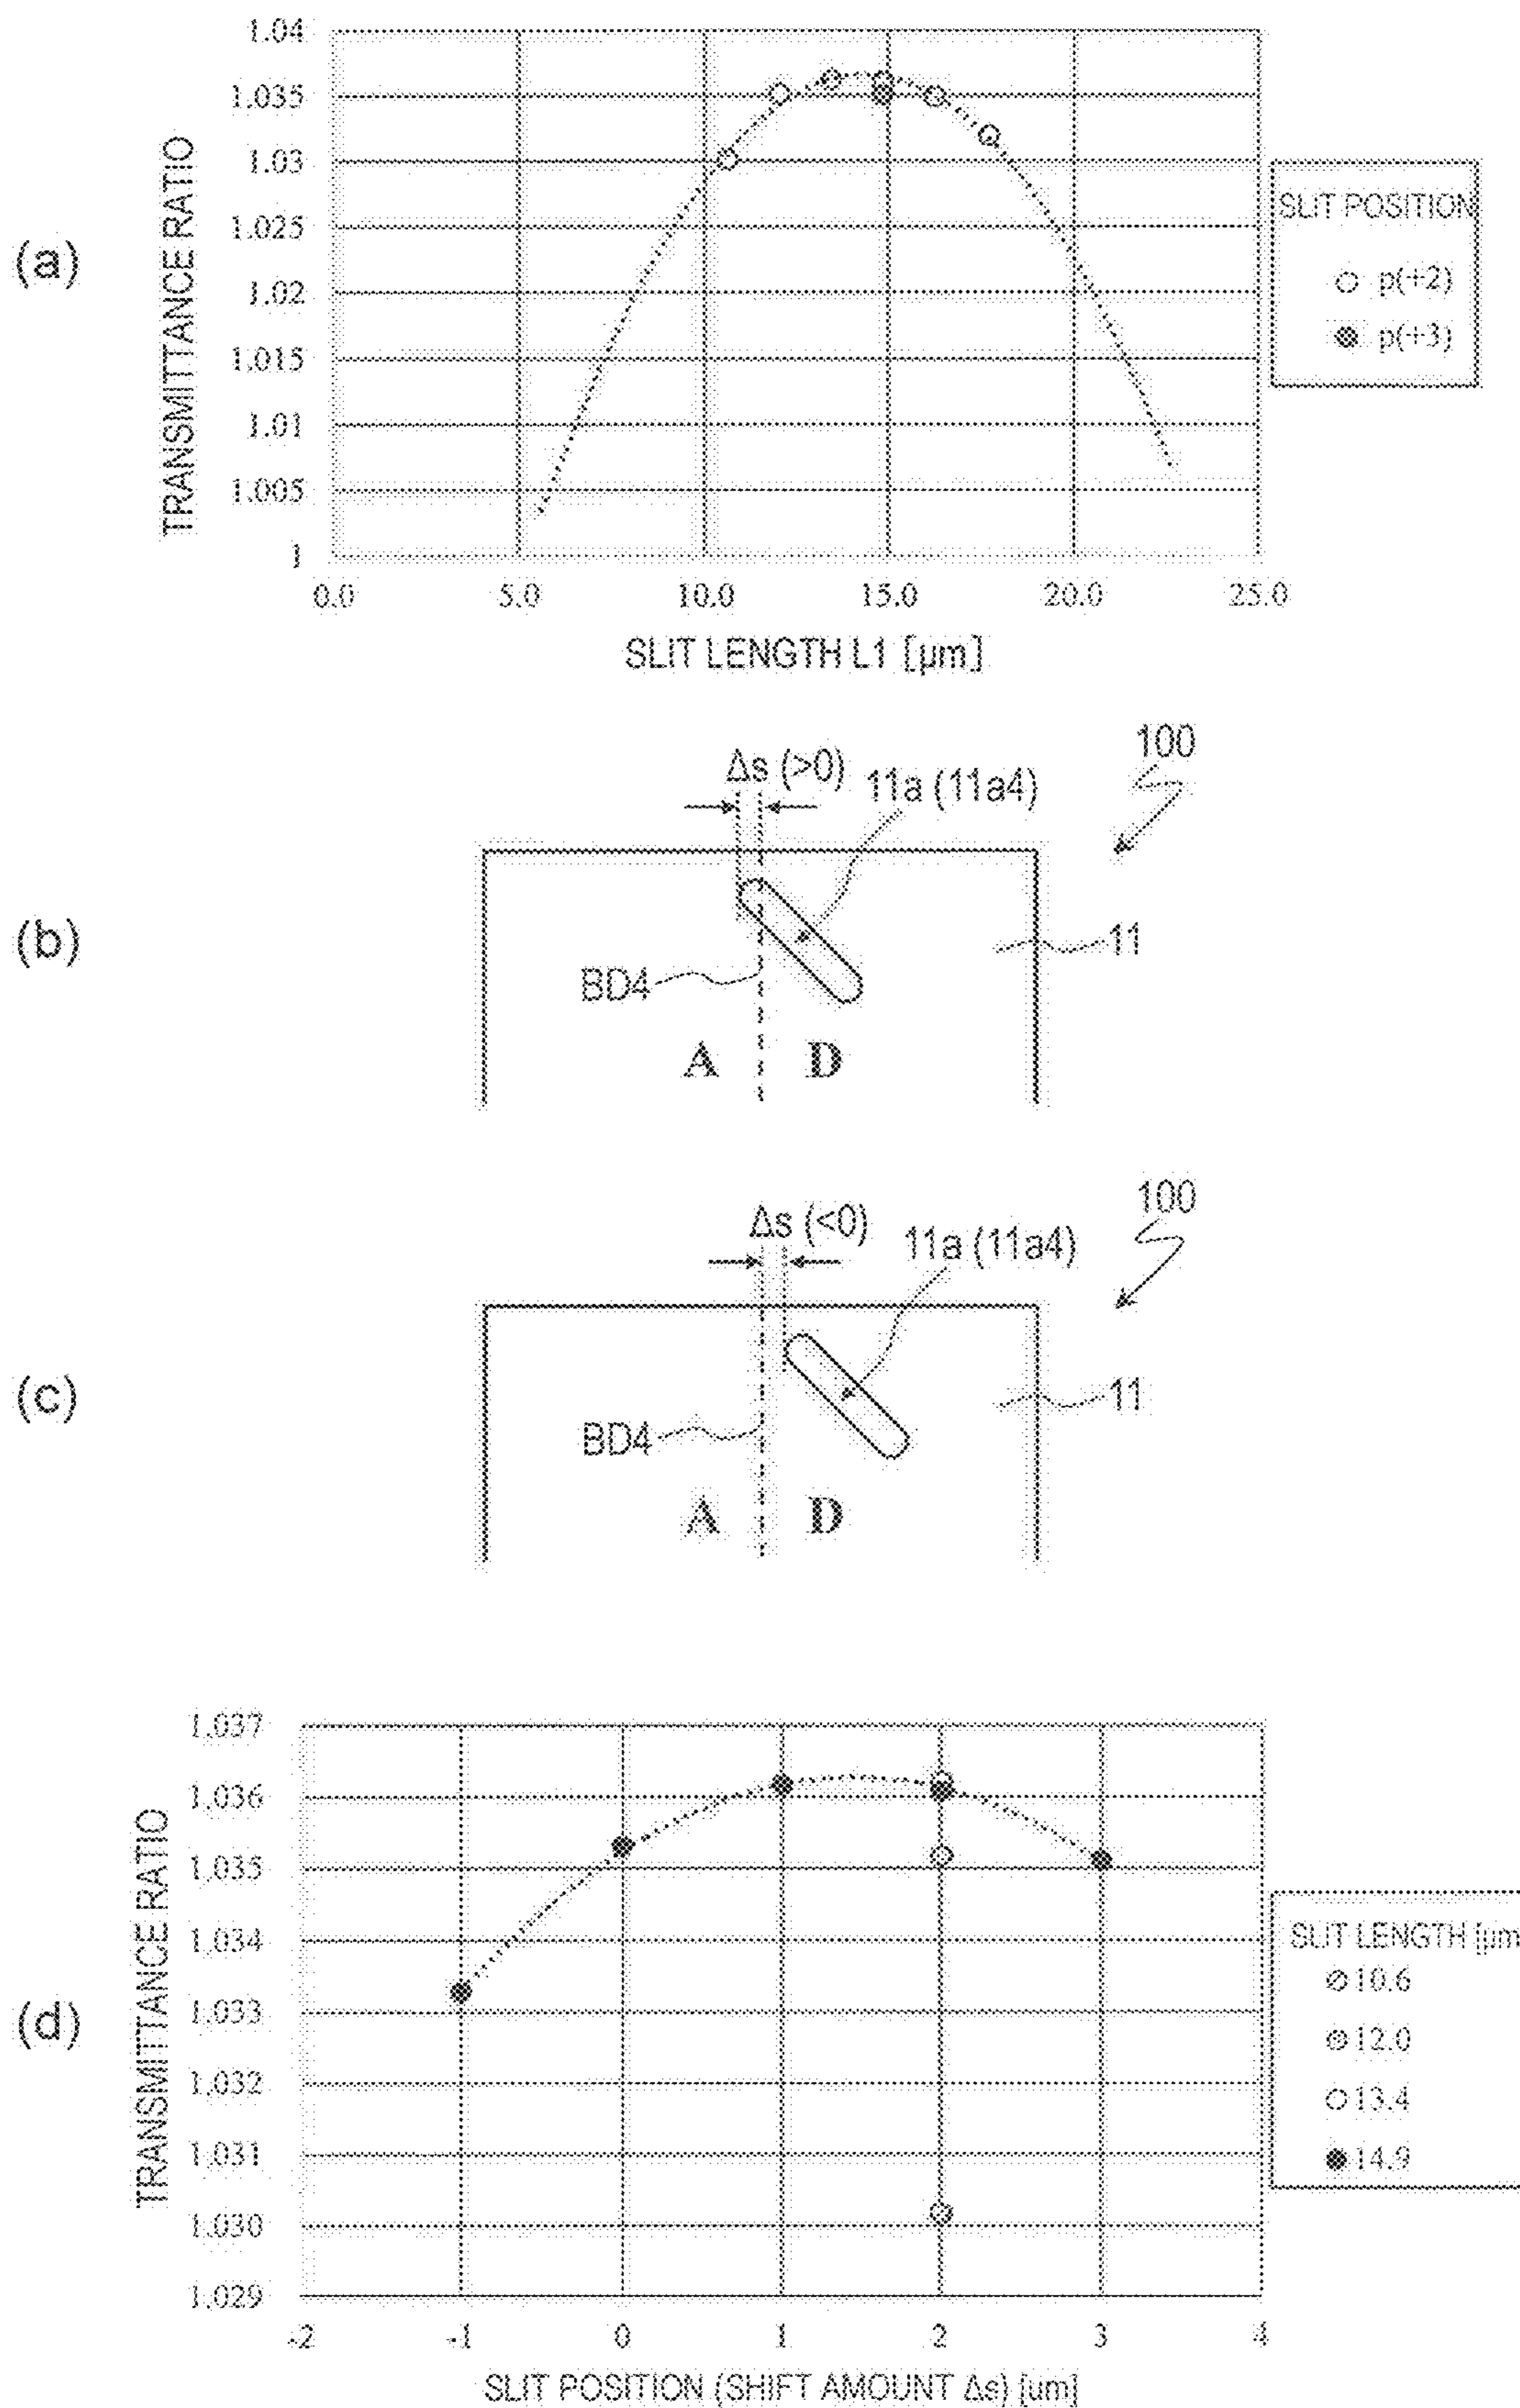 (a)
TRANSMITTANCE RATIO
1.04
1.035
1.03
1.025
1.02
1.015
1.01
1.005
1
0.0 5.0 10.0 15.0 20.0 25.0
SLIT LENGTH L1 [μm]
SLIT POSITION
p(+2)
p(+3)
(b)
Δs (>0)
11a (11a4)
100
11
BD4
A D
(c)
Δs (<0)
11a (11a4)
100
11
BD4
A D
(d)
TRANSMITTANCE RATIO
1.037
1.036
1.035
1.034
1.033
1.032
1.031
1.030
1.029
-2 -1 0 1 2 3 4
SLIT POSITION (SHIFT AMOUNT Δs) [um]
SLIT LENGTH [μm
10.6
12.0
13.4
14.9